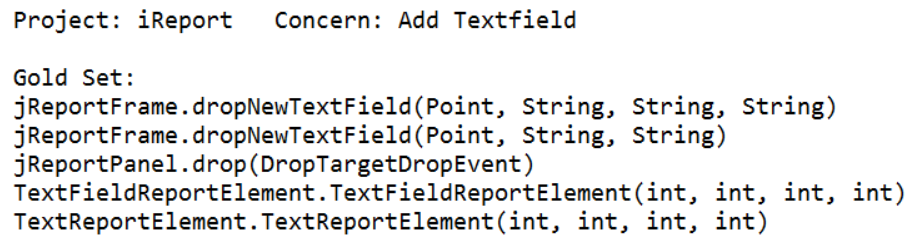 Project: iReport   Concern: Add Textfield
Gold Set:
jReportFrame.dropNewTextField(Point, String, String, String)
jReportFrame.dropNewTextField(Point, String, String)
jReportPanel.drop(DropTargetDropEvent)
TextFieldReportElement.TextFieldReportElement(int, int, int, int)
TextReportElement.TextReportElement(int, int, int, int)